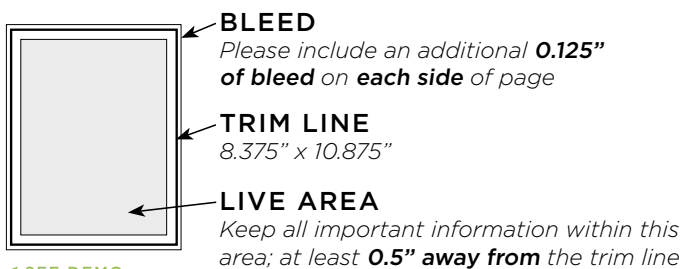 BLEED
Please include an additional 0.125”
of bleed on each side of page
TRIM LINE
8.375” x 10.875”
LIVE AREA
Keep all important information within this
area; at least 0.5” away from the trim line